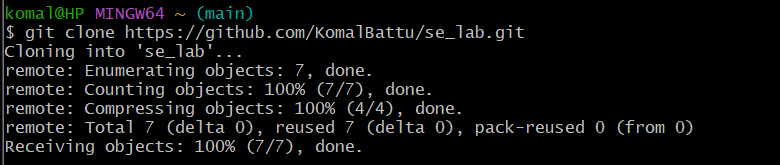 komal@HP MINGW64 ~ (main)
$ git clone https://github.com/KomalBattu/se_lab.git
Cloning into 'se_lab'...
remote: Enumerating objects: 7, done.
remote: Counting objects: 100% (7/7), done.
remote: Compressing objects: 100% (4/4), done.
remote: Total 7 (delta 0), reused 7 (delta 0), pack-reused 0 (from 0)
Receiving objects: 100% (7/7), done.